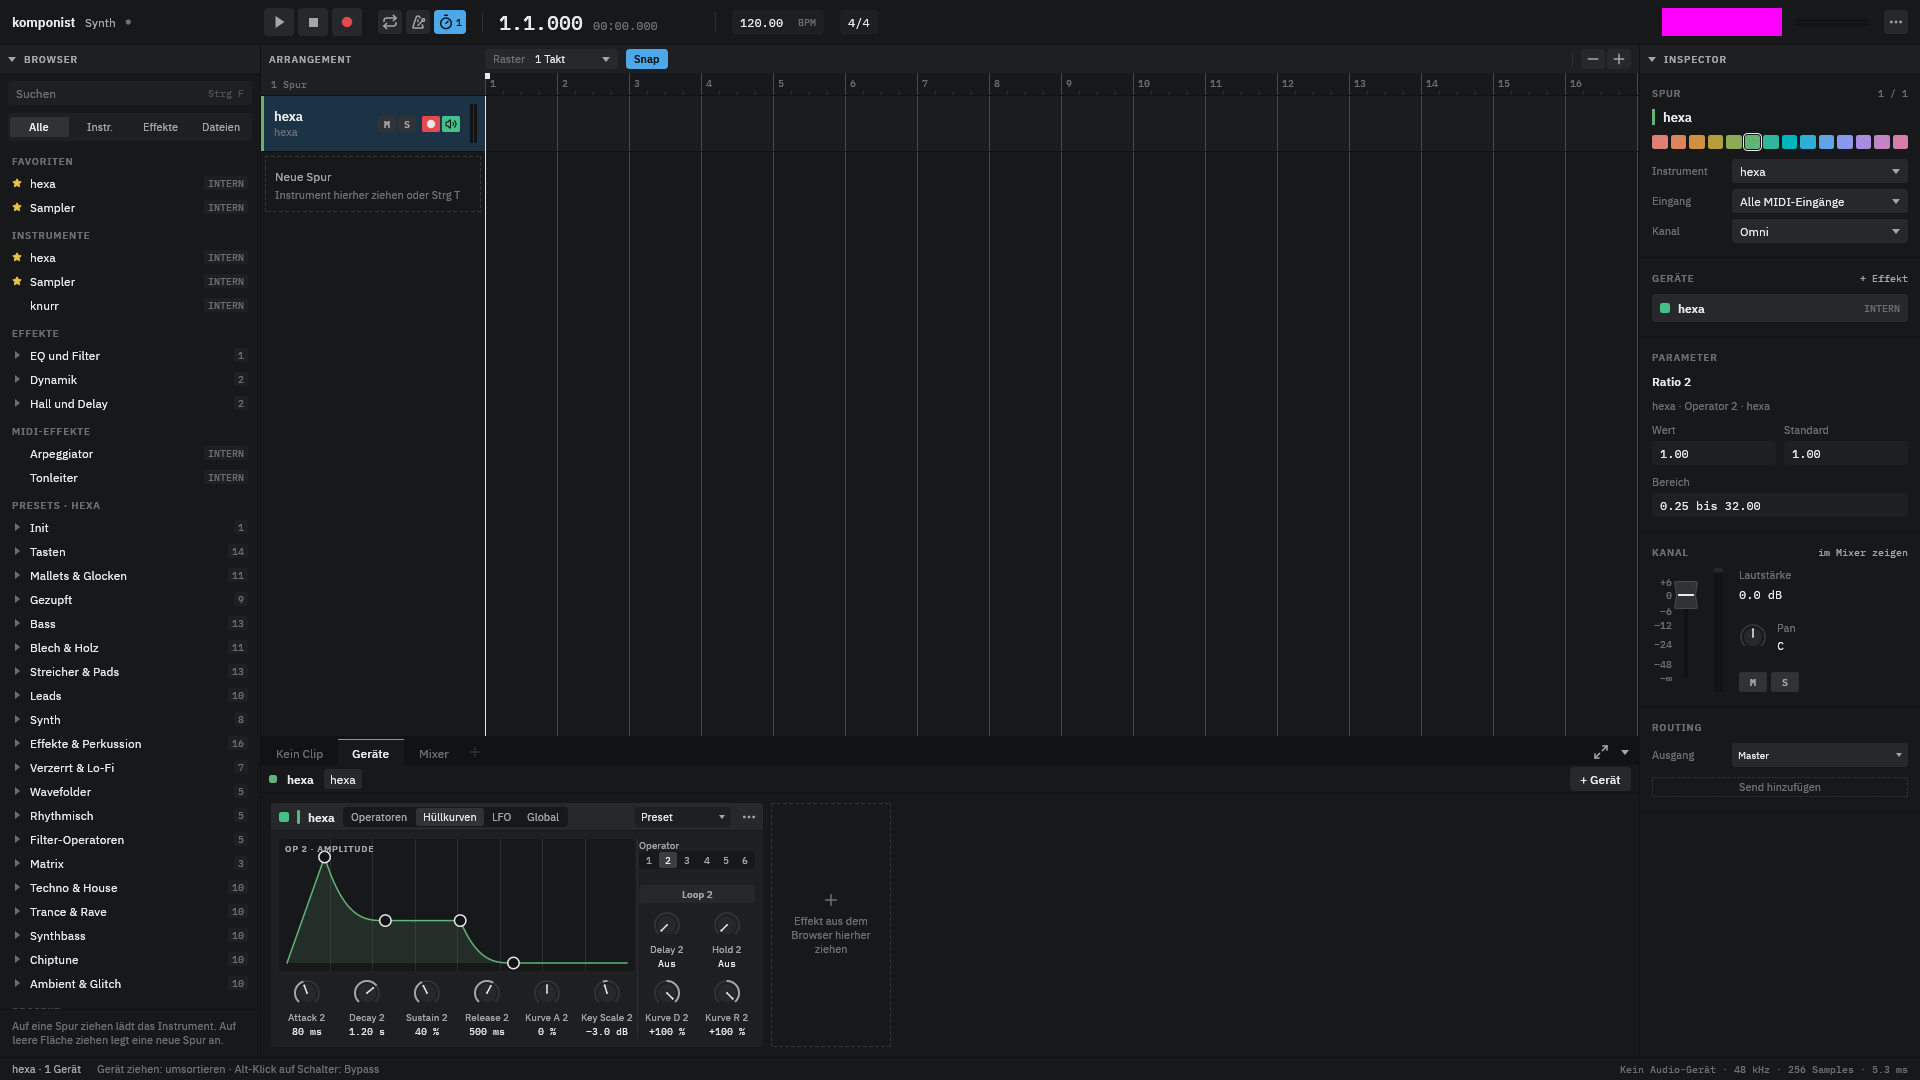 komponist Synth
1
1.1.000 00:00.000
120.00 BPM
4/4
BROWSER
Suchen Strg F
Alle Instr. Effekte Dateien
FAVORITEN
hexa INTERN
Sampler INTERN
INSTRUMENTE
hexa INTERN
Sampler INTERN
knurr INTERN
EFFEKTE
EQ und Filter 1
Dynamik 2
Hall und Delay 2
MIDI-EFFEKTE
Arpeggiator INTERN
Tonleiter INTERN
PRESETS · HEXA
Init 1
Tasten 14
Mallets & Glocken 11
Gezupft 9
Bass 13
Blech & Holz 11
Streicher & Pads 13
Leads 10
Synth 8
Effekte & Perkussion 16
Verzerrt & Lo-Fi 7
Wavefolder 5
Rhythmisch 5
Filter-Operatoren 5
Matrix 3
Techno & House 10
Trance & Rave 10
Synthbass 10
Chiptune 10
Ambient & Glitch 10
Auf eine Spur ziehen lädt das Instrument. Auf
leere Fläche ziehen legt eine neue Spur an.
ARRANGEMENT
Raster 1 Takt Snap
1 Spur
1 2 3 4 5 6 7 8 9 10 11 12 13 14 15 16
hexa
hexa
M S
Neue Spur
Instrument hierher ziehen oder Strg T
Kein Clip Geräte Mixer
hexa hexa
+ Gerät
hexa Operatoren Hüllkurven LFO Global Preset
OP 2 · AMPLITUDE
Operator
1 2 3 4 5 6
Loop 2
Delay 2 Hold 2
Aus Aus
Attack 2 Decay 2 Sustain 2 Release 2 Kurve A 2 Key Scale 2 Kurve D 2 Kurve R 2
80 ms 1.20 s 40 % 500 ms 0 % −3.0 dB +100 % +100 %
Effekt aus dem
Browser hierher
ziehen
INSPECTOR
SPUR 1 / 1
hexa
Instrument hexa
Eingang Alle MIDI-Eingänge
Kanal Omni
GERÄTE + Effekt
hexa INTERN
PARAMETER
Ratio 2
hexa · Operator 2 · hexa
Wert Standard
1.00 1.00
Bereich
0.25 bis 32.00
KANAL im Mixer zeigen
+6
0
−6
−12
−24
−48
−∞
Lautstärke
0.0 dB
Pan
C
M S
ROUTING
Ausgang Master
Send hinzufügen
hexa · 1 Gerät Gerät ziehen: umsortieren · Alt-Klick auf Schalter: Bypass
Kein Audio-Gerät · 48 kHz · 256 Samples · 5.3 ms